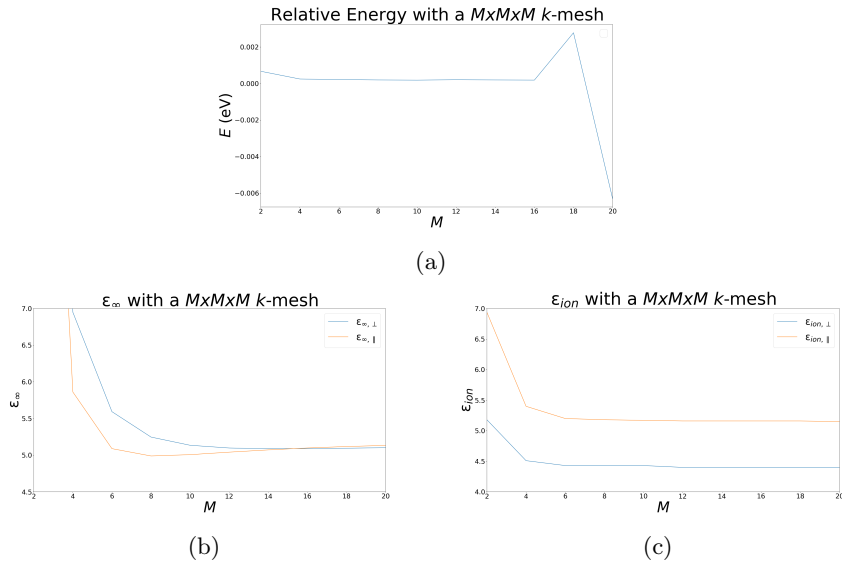 Relative Energy with a MxMxM k-mesh
E (eV)
0.002
0.000
−0.002
−0.004
−0.006
2 4 6 8 10 12 14 16 18 20
M
(a)
ε∞ with a MxMxM k-mesh
ε∞
7.0
6.5
6.0
5.5
5.0
4.5
ε∞, ⊥
ε∞, ∥
2 4 6 8 10 12 14 16 18 20
M
(b)
εion with a MxMxM k-mesh
εion
7.0
6.5
6.0
5.5
5.0
4.5
4.0
εion, ⊥
εion, ∥
2 4 6 8 10 12 14 16 18 20
M
(c)